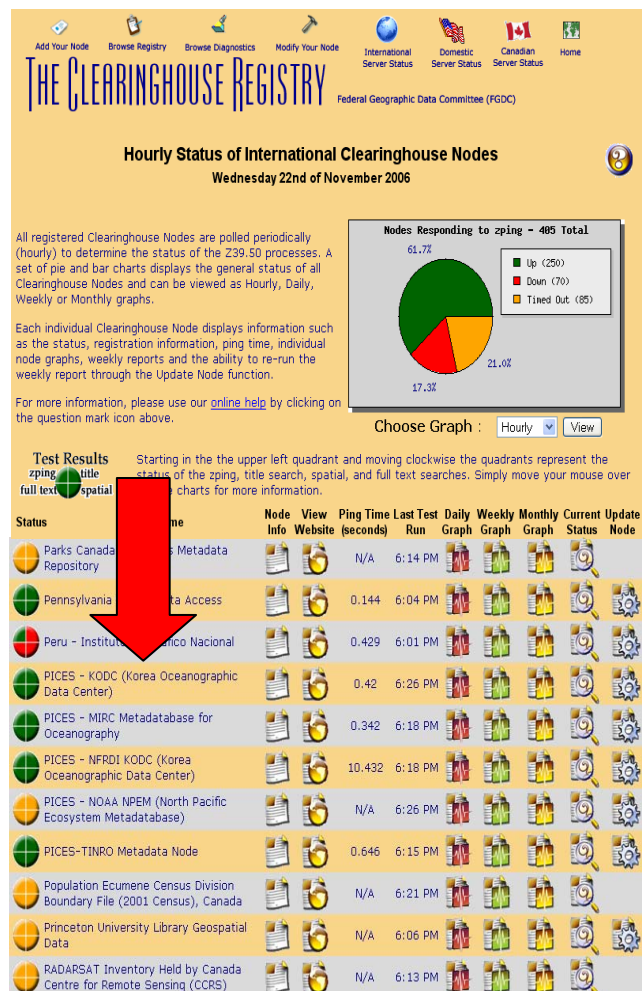 Add Your Node Browse Registry Browse Diagnostics Modify Your Node International Server Status Domestic Server Status Canadian Server Status Home
THE CLEARINGHOUSE REGISTRY
Federal Geographic Data Committee (FGDC)
Hourly Status of International Clearinghouse Nodes
Wednesday 22nd of November 2006
All registered Clearinghouse Nodes are polled periodically
(hourly) to determine the status of the Z39.50 processes. A
set of pie and bar charts displays the general status of all
Clearinghouse Nodes and can be viewed as Hourly, Daily,
Weekly or Monthly graphs.
Each individual Clearinghouse Node displays information such
as the status, registration information, ping time, individual
node graphs, weekly reports and the ability to re-run the
weekly report through the Update Node function.
For more information, please use our online help by clicking on
the question mark icon above.
Nodes Responding to zping - 405 Total
61.7%
Up (250)
Down (70)
Timed Out (85)
21.0%
17.3%
Choose Graph : Hourly View
Test Results
zping title
full text spatial
Starting in the the upper left quadrant and moving clockwise the quadrants represent the
status of the zping, title search, spatial, and full text searches. Simply move your mouse over
charts for more information.
Status Node Info View Website Ping Time (seconds) Last Test Run Daily Graph Weekly Graph Monthly Graph Current Status Update Node
Parks Canada Metadata
Repository N/A 6:14 PM
Pennsylvania Access 0.144 6:04 PM
Peru - Instituto Nacional 0.429 6:01 PM
PICES - KODC (Korea Oceanographic
Data Center) 0.42 6:26 PM
PICES - MIRC Metadatabase for
Oceanography 0.342 6:18 PM
PICES - NFRDI KODC (Korea
Oceanographic Data Center) 10.432 6:18 PM
PICES - NOAA NPEM (North Pacific
Ecosystem Metadatabase) N/A 6:26 PM
PICES-TINRO Metadata Node 0.646 6:15 PM
Population Ecumene Census Division
Boundary File (2001 Census), Canada N/A 6:21 PM
Princeton University Library Geospatial
Data N/A 6:06 PM
RADARSAT Inventory Held by Canada
Centre for Remote Sensing (CCRS) N/A 6:13 PM